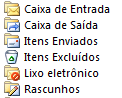 Caixa de Entrada
Caixa de Saída
Itens Enviados
Itens Excluídos
Lixo eletrônico
Rascunhos